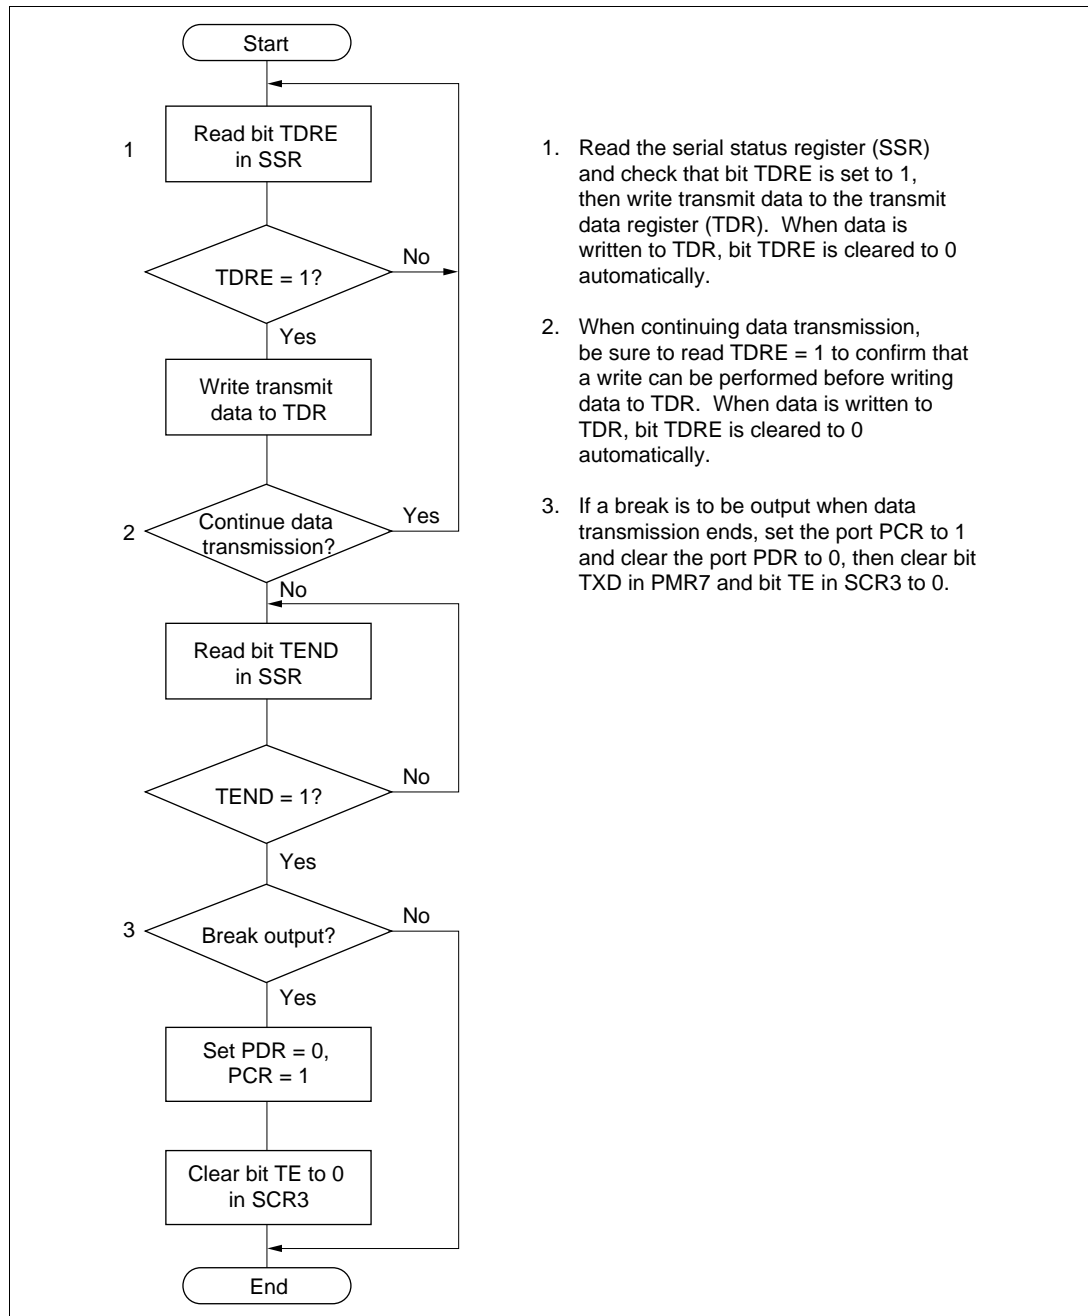 Start
1
Read bit TDRE
in SSR
TDRE = 1?
No
Yes
Write transmit
data to TDR
2
Continue data
transmission?
Yes
No
Read bit TEND
in SSR
TEND = 1?
No
Yes
3
Break output?
No
Yes
Set PDR = 0,
PCR = 1
Clear bit TE to 0
in SCR3
End
1. Read the serial status register (SSR)
and check that bit TDRE is set to 1,
then write transmit data to the transmit
data register (TDR). When data is
written to TDR, bit TDRE is cleared to 0
automatically.
2. When continuing data transmission,
be sure to read TDRE = 1 to confirm that
a write can be performed before writing
data to TDR. When data is written to
TDR, bit TDRE is cleared to 0
automatically.
3. If a break is to be output when data
transmission ends, set the port PCR to 1
and clear the port PDR to 0, then clear bit
TXD in PMR7 and bit TE in SCR3 to 0.